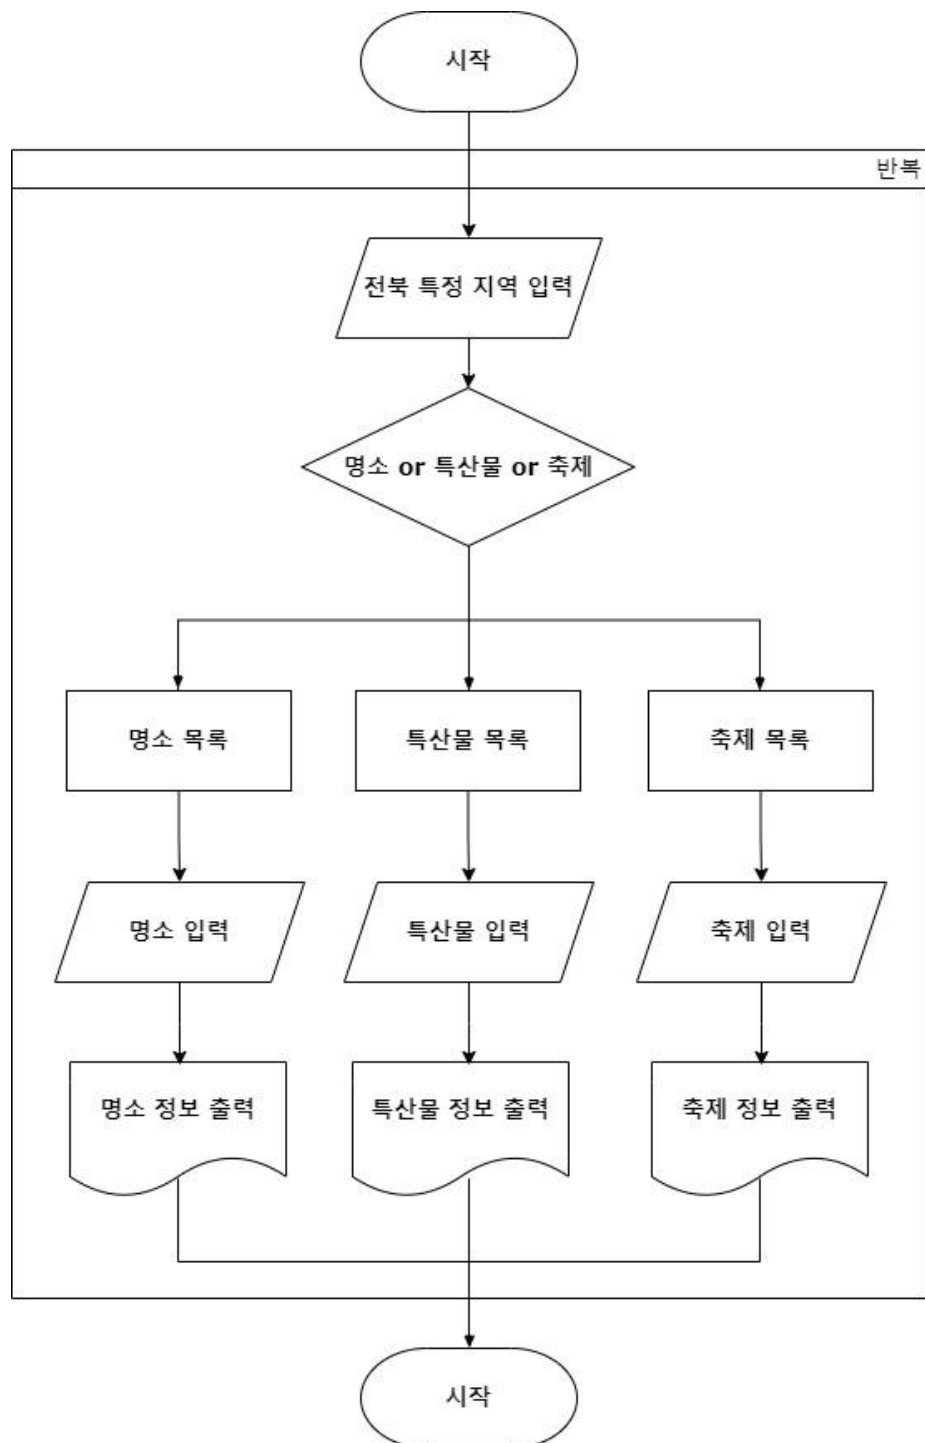 시작
반복
전북 특정 지역 입력
명소 or 특산물 or 축제
명소 목록
특산물 목록
축제 목록
명소 입력
특산물 입력
축제 입력
명소 정보 출력
특산물 정보 출력
축제 정보 출력
시작